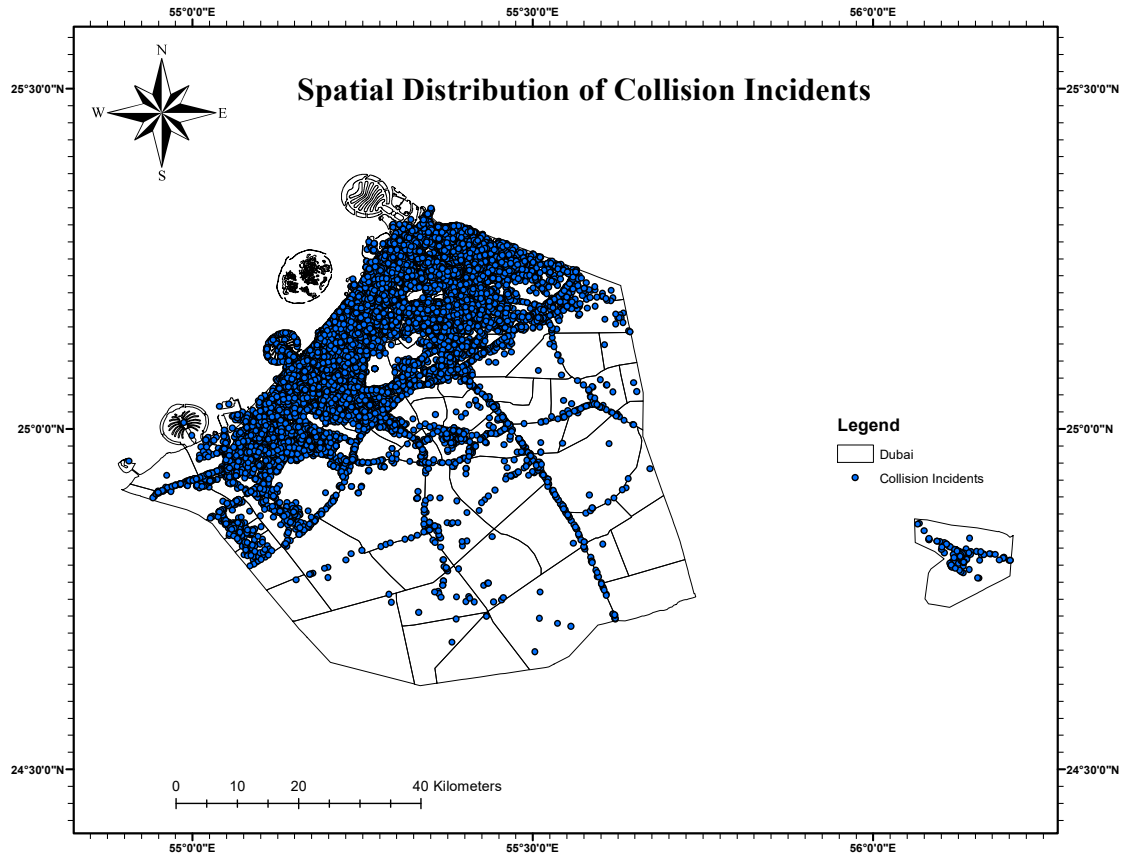 55°0'0"E 55°30'0"E 56°0'0"E
N
W E
S
Spatial Distribution of Collision Incidents
25°30'0"N 25°30'0"N
25°0'0"N 25°0'0"N
Legend
Dubai
Collision Incidents
24°30'0"N 24°30'0"N
0 10 20 40 Kilometers
55°0'0"E 55°30'0"E 56°0'0"E